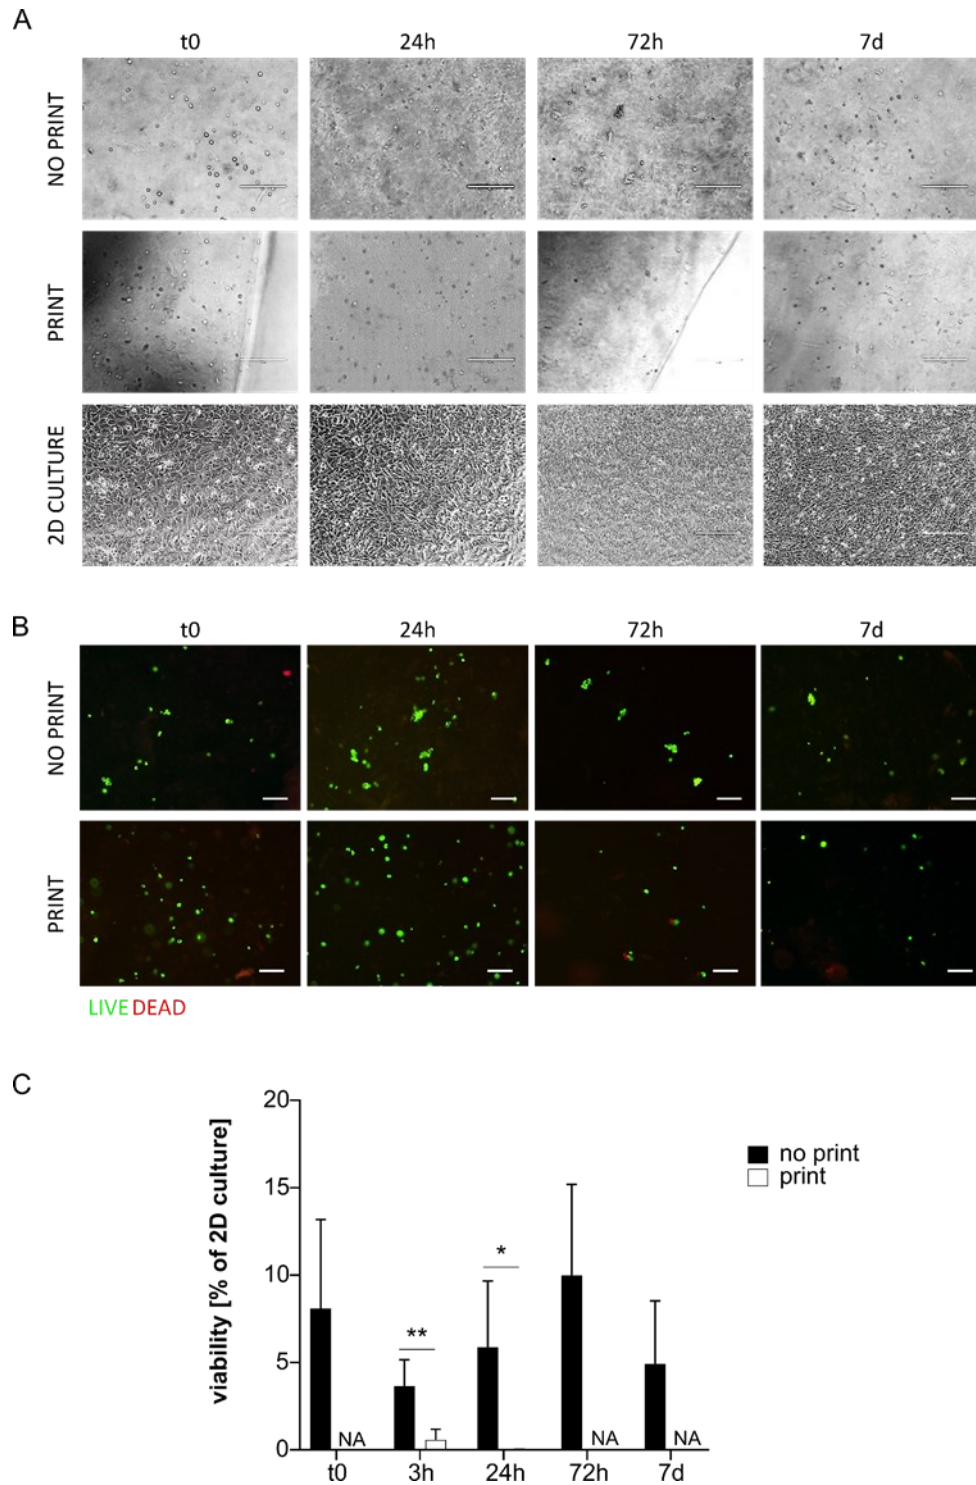 A
t0 24h 72h 7d
NO PRINT
PRINT
2D CULTURE
B
t0 24h 72h 7d
NO PRINT
PRINT
LIVE DEAD
C
viability [% of 2D culture]
20
15
10
5
0
** 
*
NA NA NA
t0 3h 24h 72h 7d
no print
print